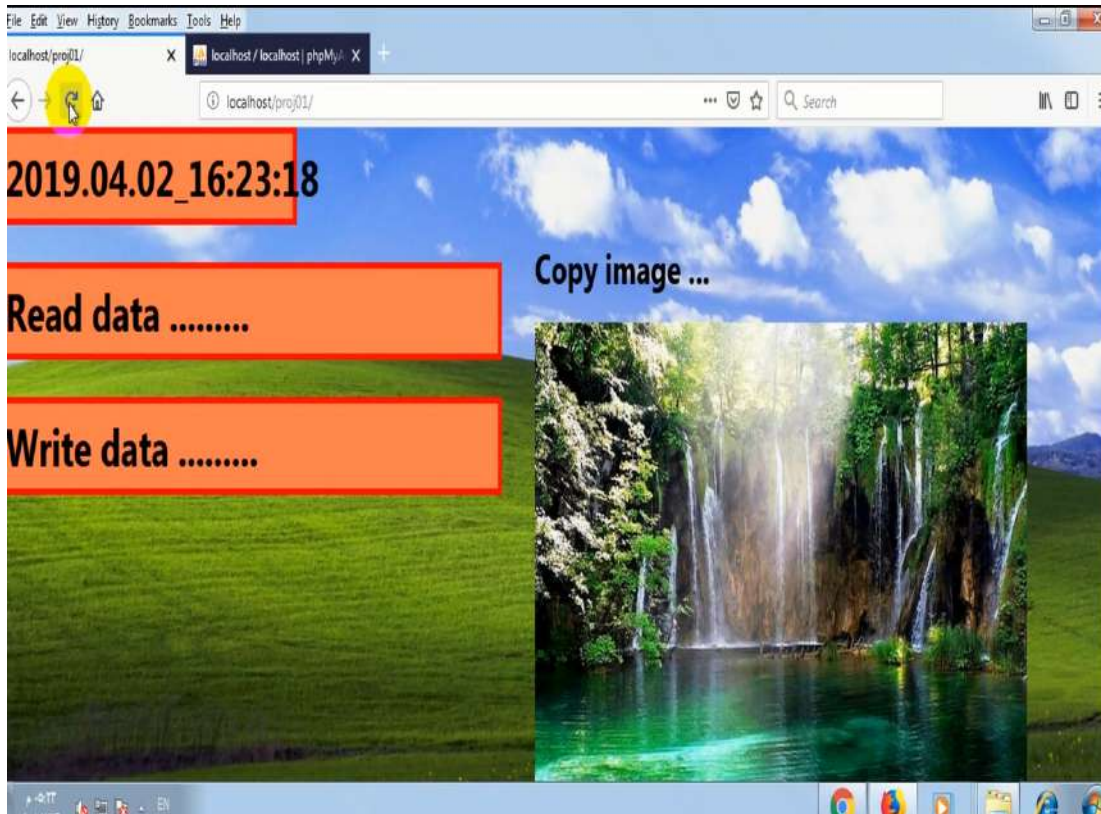 File Edit View History Bookmarks Tools Help
localhost/proj01/
localhost / localhost | phpMyA
localhost/proj01/
Search
2019.04.02_16:23:18
Copy image ...
Read data .........
Write data .........
EN